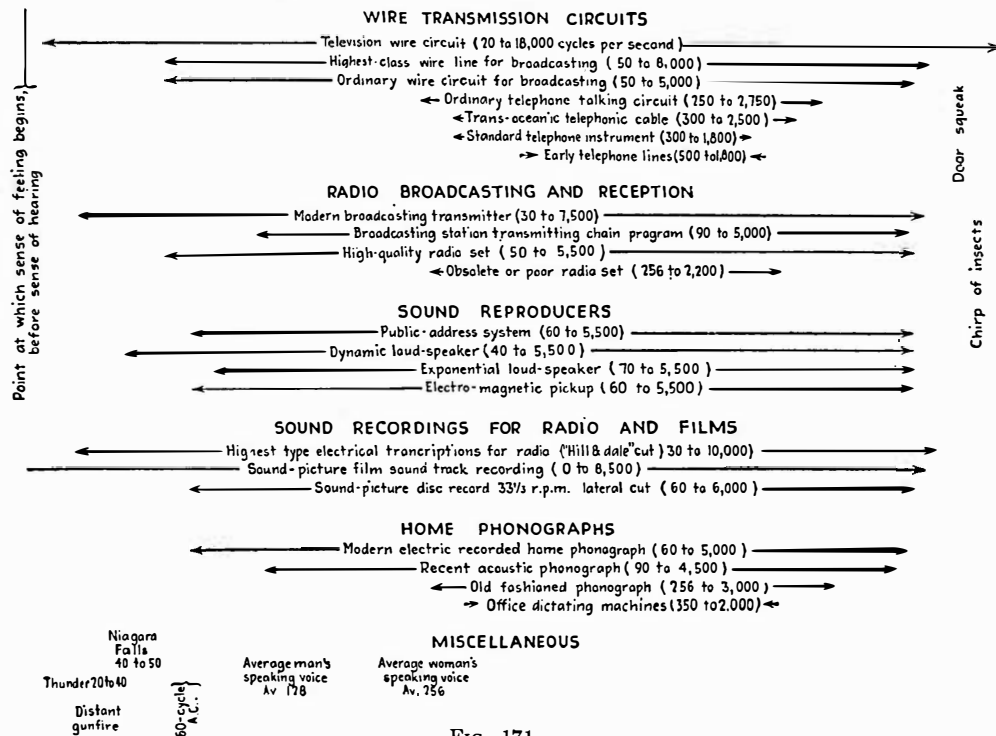 WIRE TRANSMISSION CIRCUITS
Television wire circuit (20 to 18,000 cycles per second)
Highest-class wire line for broadcasting (50 to 8,000)
Ordinary wire circuit for broadcasting (50 to 5,000)
Ordinary telephone talking circuit (250 to 2,750)
Trans-oceanic telephonic cable (300 to 2,500)
Standard telephone instrument (300 to 1,800)
Early telephone lines (500 to 1,800)
Point at which sense of feeling begins,
before sense of hearing
Door squeak
Chirp of insects
RADIO BROADCASTING AND RECEPTION
Modern broadcasting transmitter (30 to 7,500)
Broadcasting station transmitting chain program (90 to 5,000)
High-quality radio set (50 to 5,500)
Obsolete or poor radio set (256 to 2,200)
SOUND REPRODUCERS
Public-address system (60 to 5,500)
Dynamic loud-speaker (40 to 5,500)
Exponential loud-speaker (70 to 5,500)
Electro-magnetic pickup (60 to 5,500)
SOUND RECORDINGS FOR RADIO AND FILMS
Highest type electrical trancriptions for radio ("Hill & dale" cut) 30 to 10,000)
Sound-picture film sound track recording (0 to 8,500)
Sound-picture disc record 33⅓ r.p.m. lateral cut (60 to 6,000)
HOME PHONOGRAPHS
Modern electric recorded home phonograph (60 to 5,000)
Recent acoustic phonograph (90 to 4,500)
Old fashioned phonograph (256 to 3,000)
Office dictating machines (350 to 2.000)
MISCELLANEOUS
Niagara
Falls
40 to 50
Thunder 20 to 40
Distant
gunfire
60-cycle
A.C.
Average man's
speaking voice
Av 128
Average woman's
speaking voice
Av. 256
FIG. 171